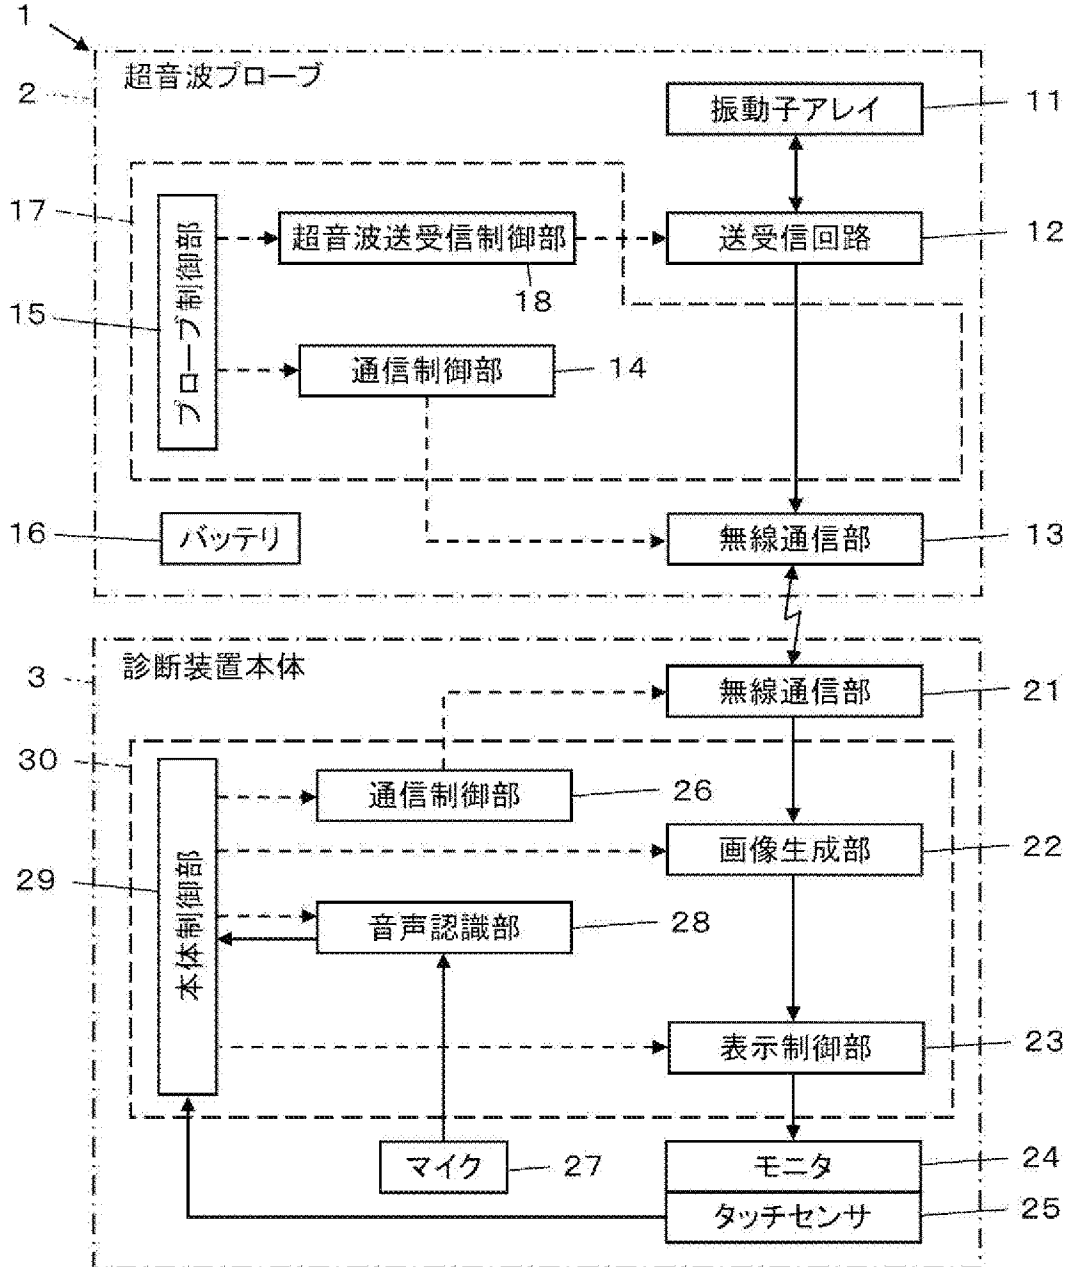 1
超音波プローブ
2
振動子アレイ
11
17
プローブ制御部
超音波送受信制御部
送受信回路
12
18
15
通信制御部
14
16
バッテリ
無線通信部
13
診断装置本体
3
無線通信部
21
30
本体制御部
通信制御部
26
画像生成部
22
29
音声認識部
28
表示制御部
23
マイク
27
モニタ
24
タッチセンサ
25